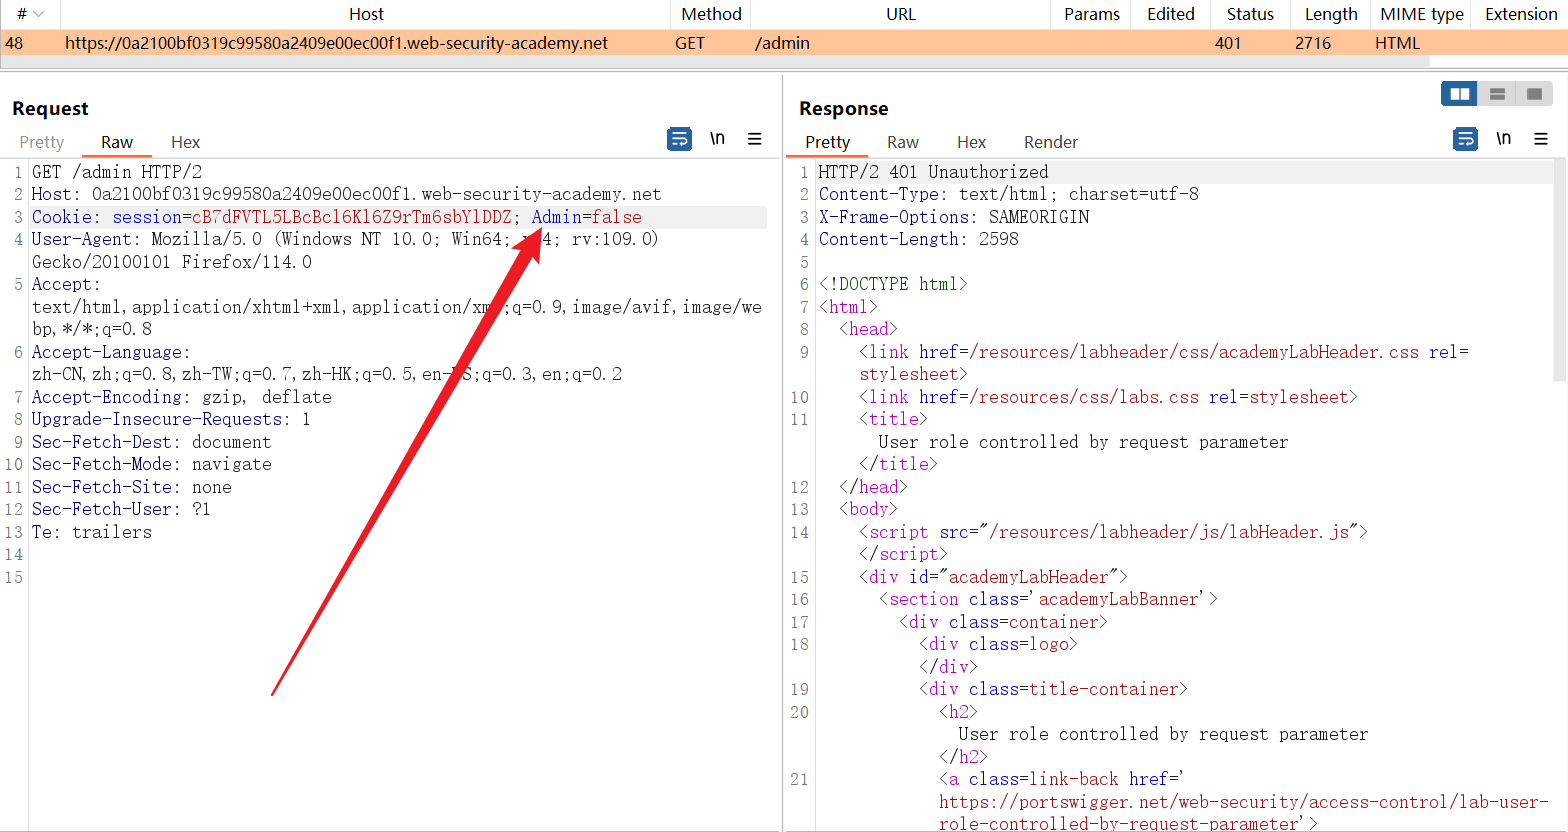 # Host Method URL Params Edited Status Length MIME type Extension
48 https://0a2100bf0319c99580a2409e00ec00f1.web-security-academy.net GET /admin 401 2716 HTML
Request
Pretty Raw Hex \n
1 GET /admin HTTP/2
2 Host: 0a2100bf0319c99580a2409e00ec00f1.web-security-academy.net
3 Cookie: session=cB7dFVTL5LBcBcl6Kl6Z9rTm6sbYlDDZ; Admin=false
4 User-Agent: Mozilla/5.0 (Windows NT 10.0; Win64; x64; rv:109.0)
Gecko/20100101 Firefox/114.0
5 Accept:
text/html,application/xhtml+xml,application/xml;q=0.9,image/avif,image/we
bp,*/*;q=0.8
6 Accept-Language:
zh-CN,zh;q=0.8,zh-TW;q=0.7,zh-HK;q=0.5,en-US;q=0.3,en;q=0.2
7 Accept-Encoding: gzip, deflate
8 Upgrade-Insecure-Requests: 1
9 Sec-Fetch-Dest: document
10 Sec-Fetch-Mode: navigate
11 Sec-Fetch-Site: none
12 Sec-Fetch-User: ?1
13 Te: trailers
14
15
Response
Pretty Raw Hex Render \n
1 HTTP/2 401 Unauthorized
2 Content-Type: text/html; charset=utf-8
3 X-Frame-Options: SAMEORIGIN
4 Content-Length: 2598
5
6 <!DOCTYPE html>
7 <html>
8 <head>
9 <link href=/resources/labheader/css/academyLabHeader.css rel=
stylesheet>
10 <link href=/resources/css/labs.css rel=stylesheet>
11 <title>
User role controlled by request parameter
</title>
12 </head>
13 <body>
14 <script src="/resources/labheader/js/labHeader.js">
</script>
15 <div id="academyLabHeader">
16 <section class='academyLabBanner'>
17 <div class=container>
18 <div class=logo>
</div>
19 <div class=title-container>
20 <h2>
User role controlled by request parameter
</h2>
21 <a class=link-back href='
https://portswigger.net/web-security/access-control/lab-user-
role-controlled-by-request-parameter'>